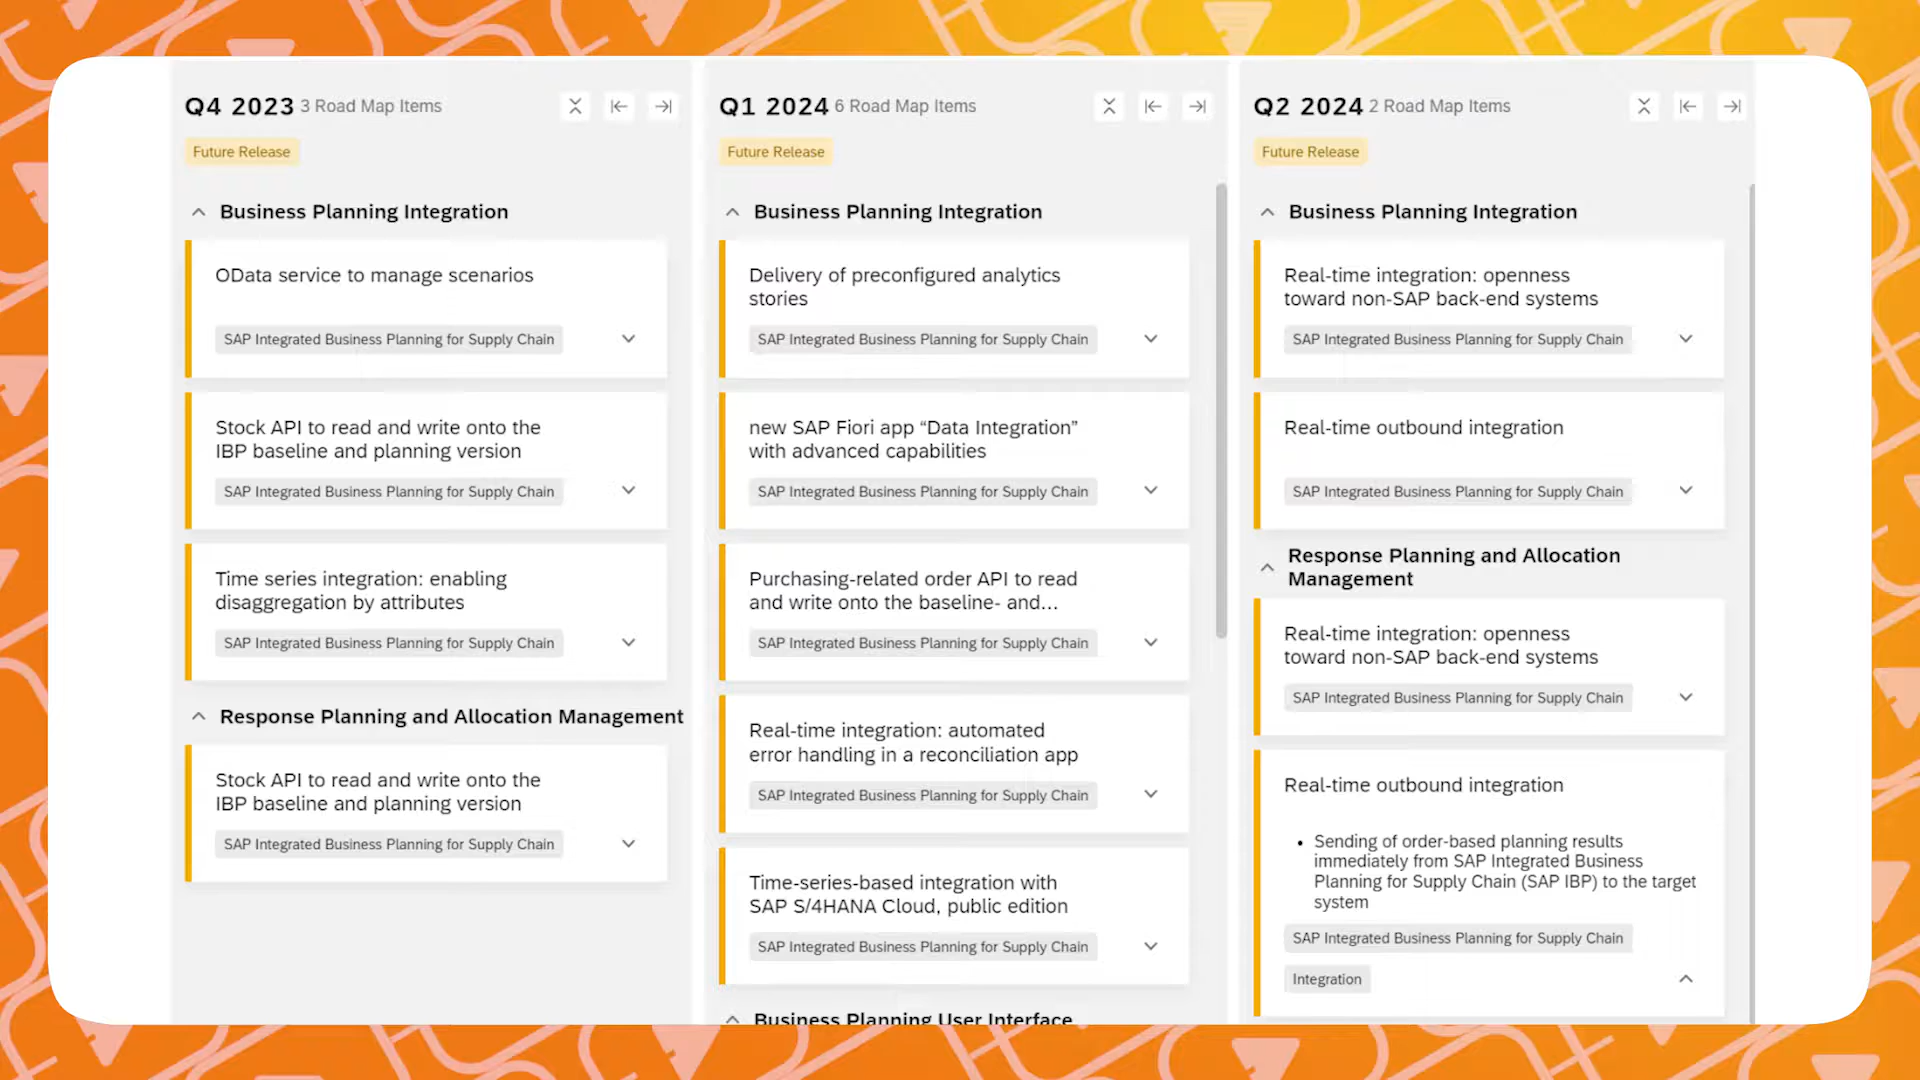 Q4 2023 3 Road Map Items
Future Release
Business Planning Integration
OData service to manage scenarios
SAP Integrated Business Planning for Supply Chain
Stock API to read and write onto the
IBP baseline and planning version
SAP Integrated Business Planning for Supply Chain
Time series integration: enabling
disaggregation by attributes
SAP Integrated Business Planning for Supply Chain
Response Planning and Allocation Management
Stock API to read and write onto the
IBP baseline and planning version
SAP Integrated Business Planning for Supply Chain
Q1 2024 6 Road Map Items
Future Release
Business Planning Integration
Delivery of preconfigured analytics
stories
SAP Integrated Business Planning for Supply Chain
new SAP Fiori app “Data Integration”
with advanced capabilities
SAP Integrated Business Planning for Supply Chain
Purchasing-related order API to read
and write onto the baseline- and...
SAP Integrated Business Planning for Supply Chain
Real-time integration: automated
error handling in a reconciliation app
SAP Integrated Business Planning for Supply Chain
Time-series-based integration with
SAP S/4HANA Cloud, public edition
SAP Integrated Business Planning for Supply Chain
Business Planning User Interface
Q2 2024 2 Road Map Items
Future Release
Business Planning Integration
Real-time integration: openness
toward non-SAP back-end systems
SAP Integrated Business Planning for Supply Chain
Real-time outbound integration
SAP Integrated Business Planning for Supply Chain
Response Planning and Allocation
Management
Real-time integration: openness
toward non-SAP back-end systems
SAP Integrated Business Planning for Supply Chain
Real-time outbound integration
• Sending of order-based planning results
immediately from SAP Integrated Business
Planning for Supply Chain (SAP IBP) to the target
system
SAP Integrated Business Planning for Supply Chain
Integration